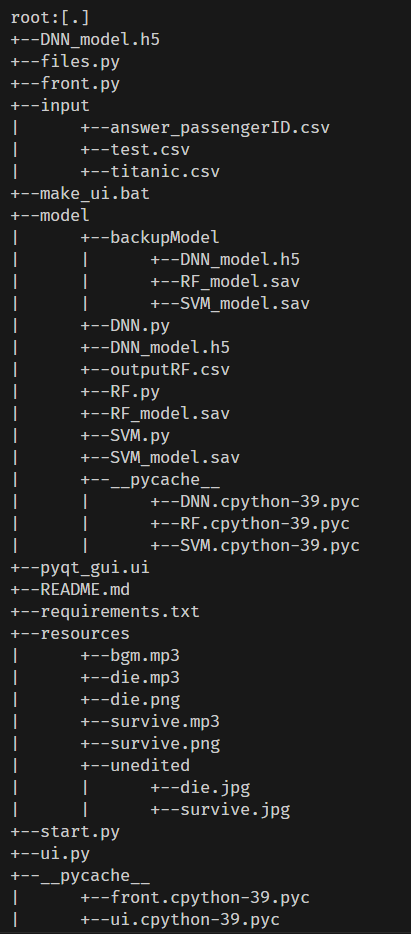 root:[.]
+--DNN_model.h5
+--files.py
+--front.py
+--input
|      +--answer_passengerID.csv
|      +--test.csv
|      +--titanic.csv
+--make_ui.bat
+--model
|      +--backupModel
|      |      +--DNN_model.h5
|      |      +--RF_model.sav
|      |      +--SVM_model.sav
|      +--DNN.py
|      +--DNN_model.h5
|      +--outputRF.csv
|      +--RF.py
|      +--RF_model.sav
|      +--SVM.py
|      +--SVM_model.sav
|      +--__pycache__
|      |      +--DNN.cpython-39.pyc
|      |      +--RF.cpython-39.pyc
|      |      +--SVM.cpython-39.pyc
+--pyqt_gui.ui
+--README.md
+--requirements.txt
+--resources
|      +--bgm.mp3
|      +--die.mp3
|      +--die.png
|      +--survive.mp3
|      +--survive.png
|      +--unedited
|      |      +--die.jpg
|      |      +--survive.jpg
+--start.py
+--ui.py
+--__pycache__
|      +--front.cpython-39.pyc
|      +--ui.cpython-39.pyc